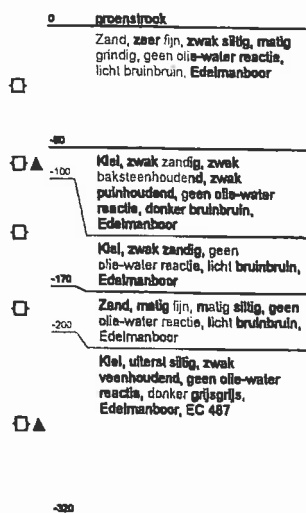 0 groenstrook
Zand, zeer fijn, zwak siltig, matig
grindig, geen olie-water reactie,
licht bruinbruin, Edelmanboor
-80
Klei, zwak zandig, zwak
-100
baksteenhoudend, zwak
puinhoudend, geen olie-water
reactie, donker bruinbruin,
Edelmanboor
Klei, zwak zandig, geen
olie-water reactie, licht bruinbruin,
-170 Edelmanboor
Zand, matig fijn, matig siltig, geen
olie-water reactie, licht bruinbruin,
-200
Edelmanboor
Klei, uiterst siltig, zwak
veenhoudend, geen olie-water
reactie, donker grijsgrijs,
Edelmanboor, EC 487
-320